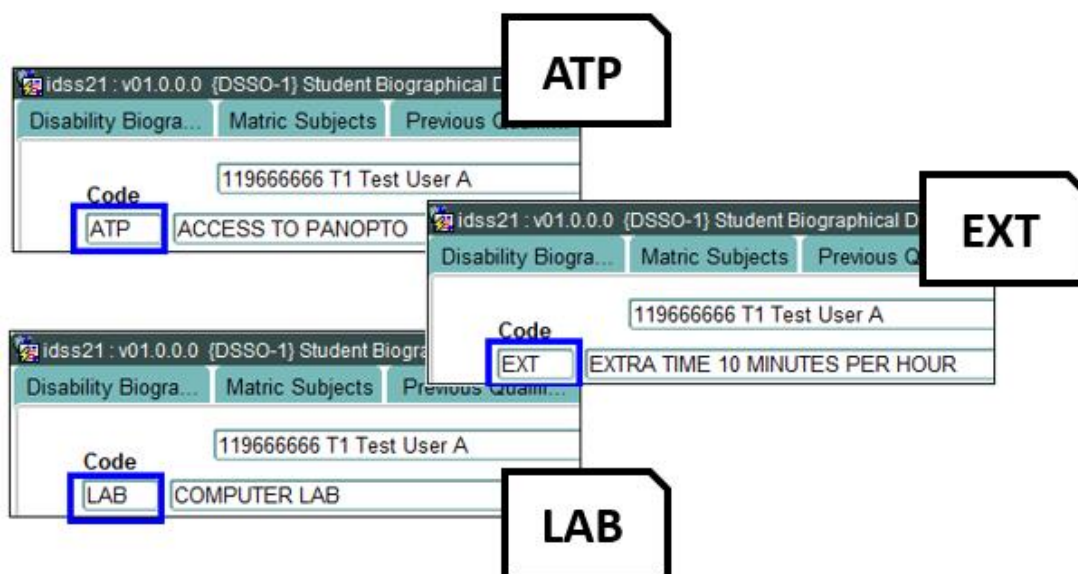 ATP
idss21 : v01.0.0.0 {DSSO-1} Student Biographical D
Disability Biogra... Matric Subjects Previous
119666666 T1 Test User A
Code
ATP ACCESS TO PANOPTO
EXT
idss21 : v01.0.0.0 {DSSO-1} Student Biographical D
Disability Biogra... Matric Subjects Previous Q
119666666 T1 Test User A
Code
EXT EXTRA TIME 10 MINUTES PER HOUR
idss21 : v01.0.0.0 {DSSO-1} Student Biogra
Disability Biogra... Matric Subjects Previous
119666666 T1 Test User A
Code
LAB COMPUTER LAB
LAB